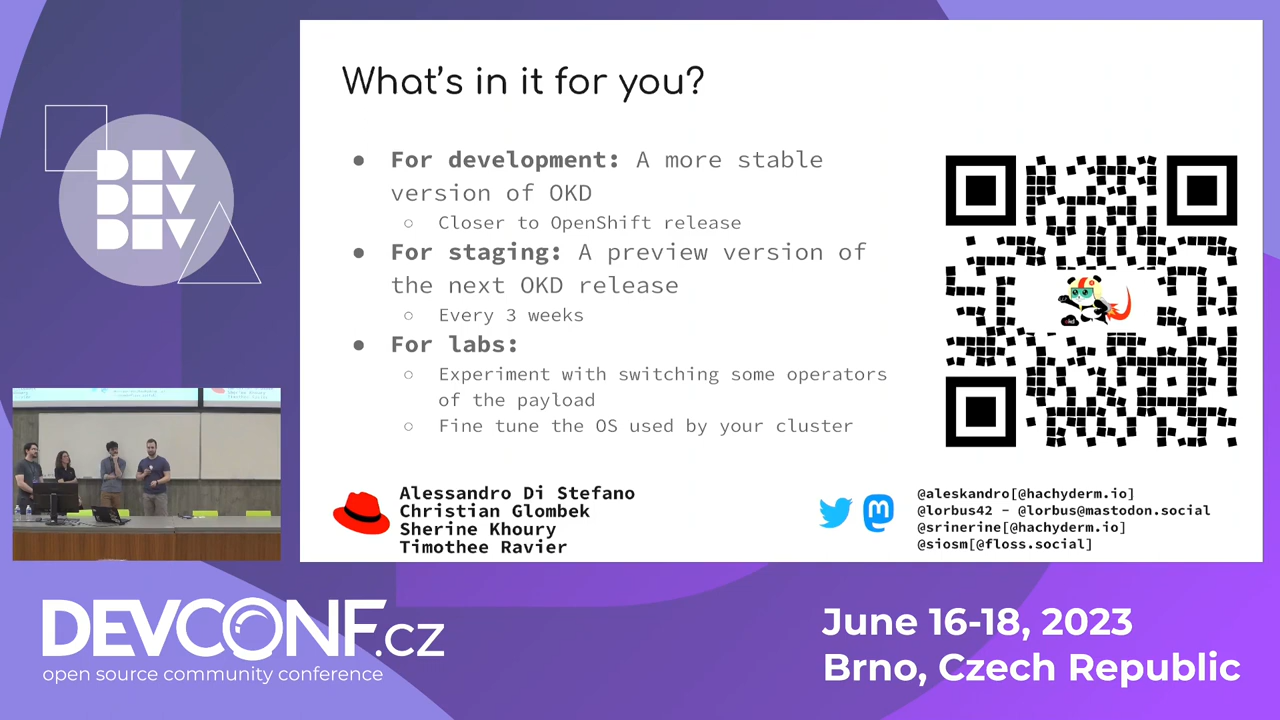 What's in it for you?
● For development: A more stable
version of OKD
○ Closer to OpenShift release
● For staging: A preview version of
the next OKD release
○ Every 3 weeks
● For labs:
○ Experiment with switching some operators
of the payload
○ Fine tune the OS used by your cluster
Alessandro Di Stefano
Christian Glombek
Sherine Khoury
Timothee Ravier
@aleskandro[@hachyderm.io]
@lorbus42 – @lorbus@mastodon.social
@srinerine[@hachyderm.io]
@siosm[@floss.social]
DEV
DEV
DEV
DEVCONF.cz
open source community conference
June 16-18, 2023
Brno, Czech Republic